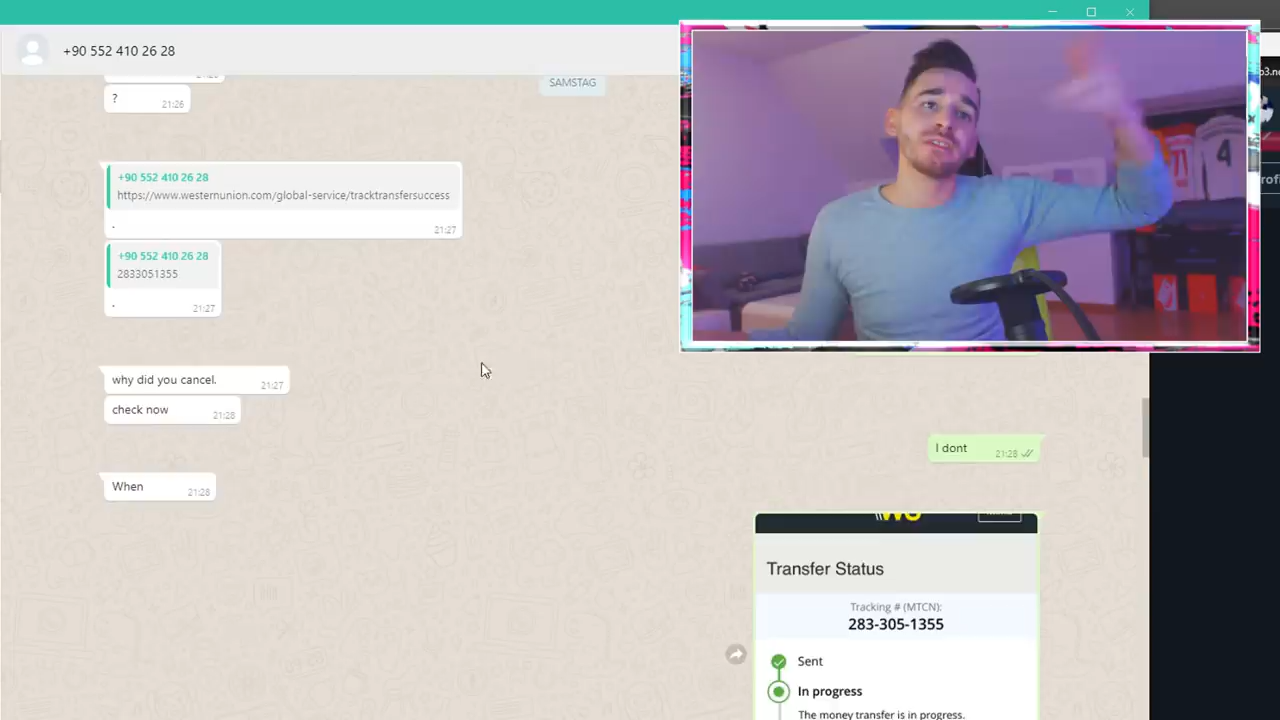 +90 552 410 26 28
SAMSTAG
?
21:26
+90 552 410 26 28
https://www.westernunion.com/global-service/tracktransfersuccess
.
21:27
+90 552 410 26 28
2833051355
.
21:27
why did you cancel.
21:27
check now
21:28
I dont
21:28
When
21:28
WU
Transfer Status
Tracking # (MTCN):
283-305-1355
Sent
In progress
The money transfer is in progress.
4